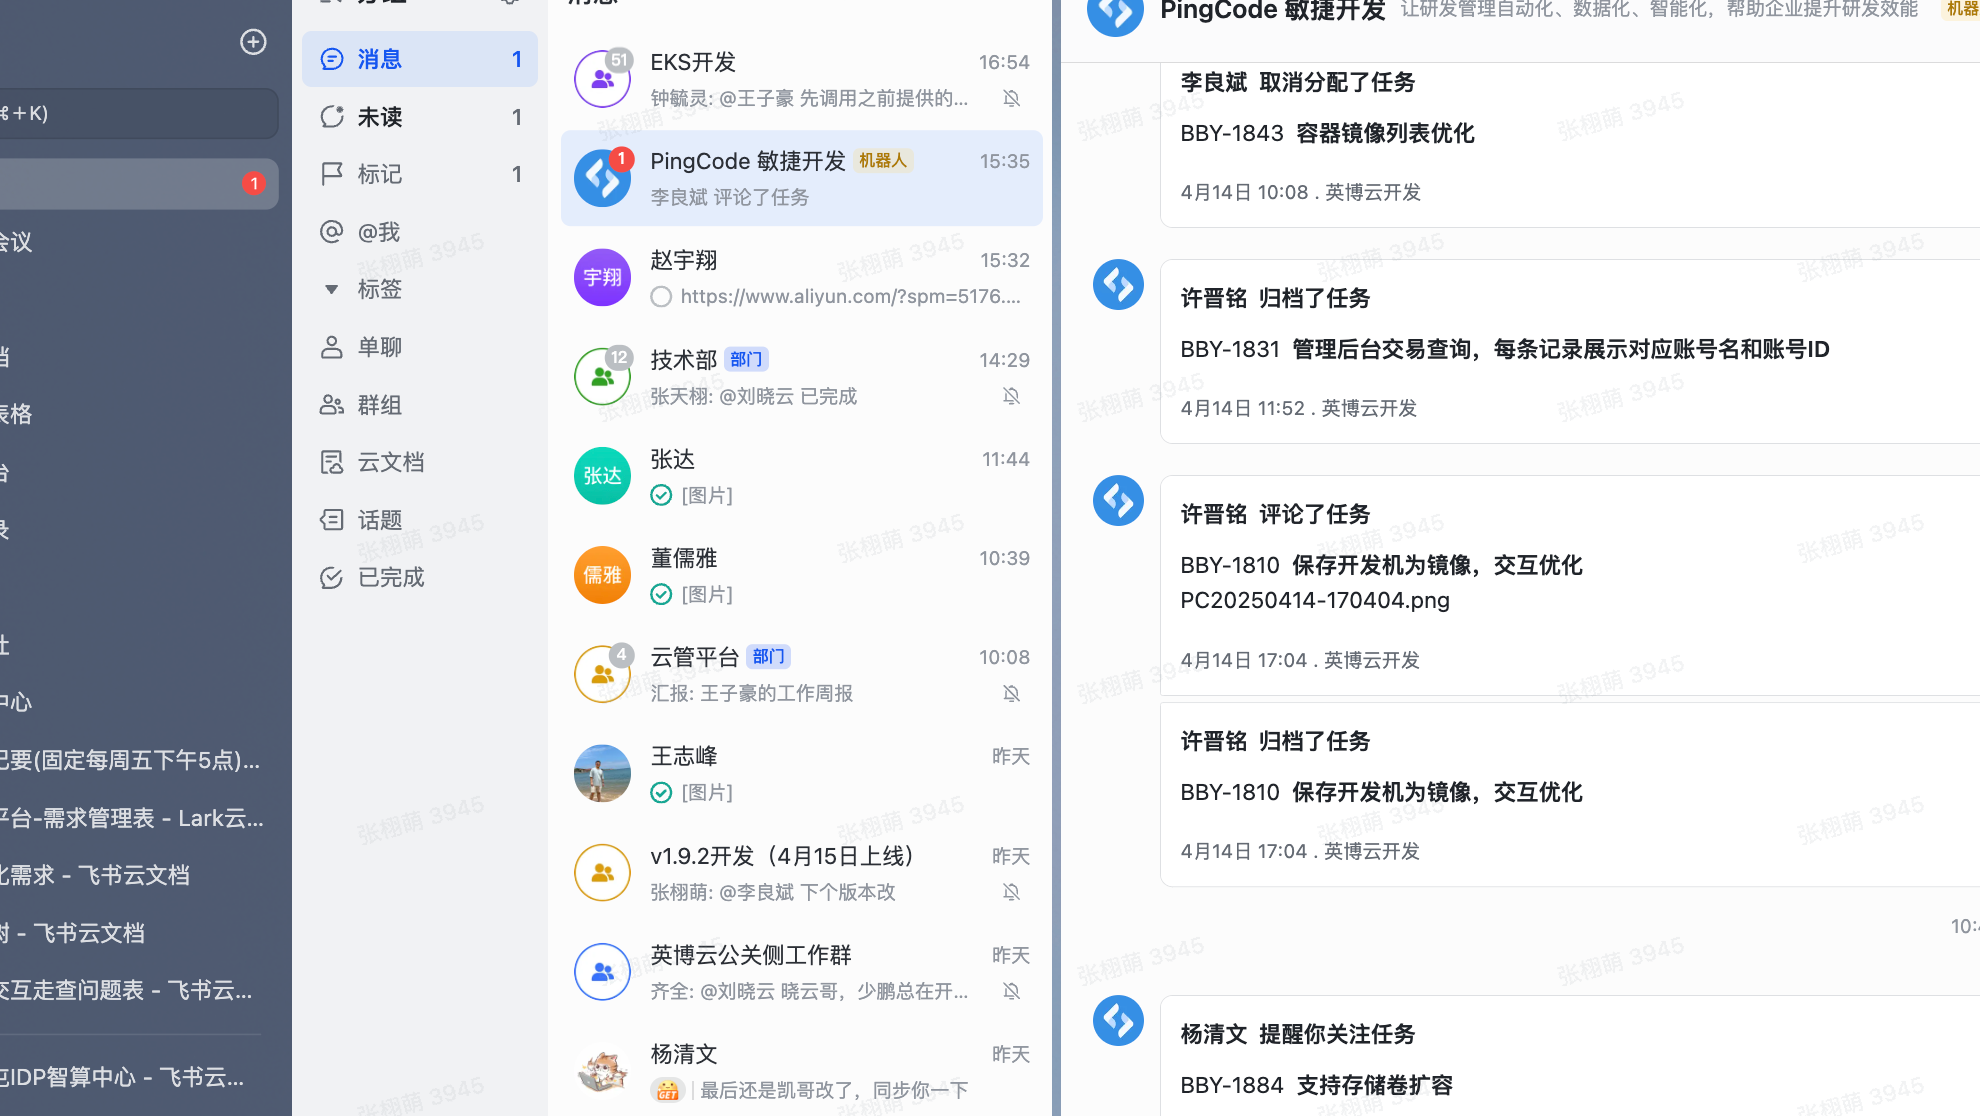 ⌘+K)
1
会议
档
表格
台
录
社
中心
纪要(固定每周五下午5点)...
平台-需求管理表 - Lark云...
化需求 - 飞书云文档
树 - 飞书云文档
交互走查问题表 - 飞书云...
IDP智算中心 - 飞书云...
分组
消息 1
未读 1
标记 1
@我
标签
单聊
群组
云文档
话题
已完成
消息
51
EKS开发 16:54
钟毓灵: @王子豪 先调用之前提供的...
1
PingCode 敏捷开发 机器人 15:35
李良斌 评论了任务
宇翔
赵宇翔 15:32
https://www.aliyun.com/?spm=5176....
12
技术部 部门 14:29
张天栩: @刘晓云 已完成
张达
张达 11:44
[图片]
儒雅
董儒雅 10:39
[图片]
4
云管平台 部门 10:08
汇报: 王子豪的工作周报
王志峰 昨天
[图片]
v1.9.2开发（4月15日上线） 昨天
张栩萌: @李良斌 下个版本改
英博云公关侧工作群 昨天
齐全: @刘晓云 晓云哥，少鹏总在开...
杨清文 昨天
GET | 最后还是凯哥改了，同步你一下
PingCode 敏捷开发 让研发管理自动化、数据化、智能化，帮助企业提升研发效能 机器
李良斌 取消分配了任务
BBY-1843 容器镜像列表优化
4月14日 10:08 . 英博云开发
许晋铭 归档了任务
BBY-1831 管理后台交易查询，每条记录展示对应账号名和账号ID
4月14日 11:52 . 英博云开发
许晋铭 评论了任务
BBY-1810 保存开发机为镜像，交互优化
PC20250414-170404.png
4月14日 17:04 . 英博云开发
许晋铭 归档了任务
BBY-1810 保存开发机为镜像，交互优化
4月14日 17:04 . 英博云开发
10:4
杨清文 提醒你关注任务
BBY-1884 支持存储卷扩容
张栩萌 3945